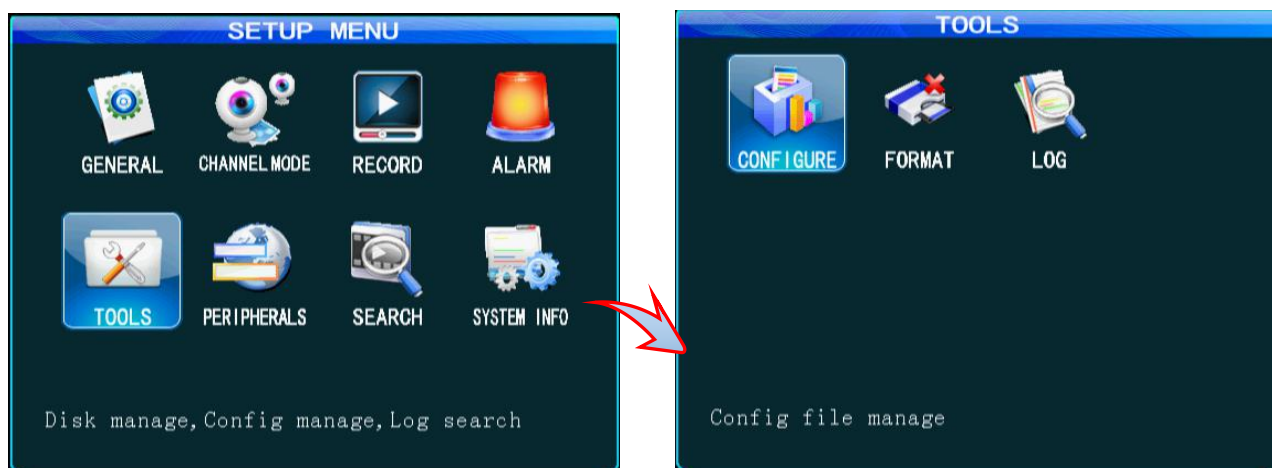 SETUP MENU
GENERAL CHANNEL MODE RECORD ALARM
TOOLS PERIPHERALS SEARCH SYSTEM INFO
Disk manage,Config manage,Log search
TOOLS
CONFIGURE FORMAT LOG
Config file manage